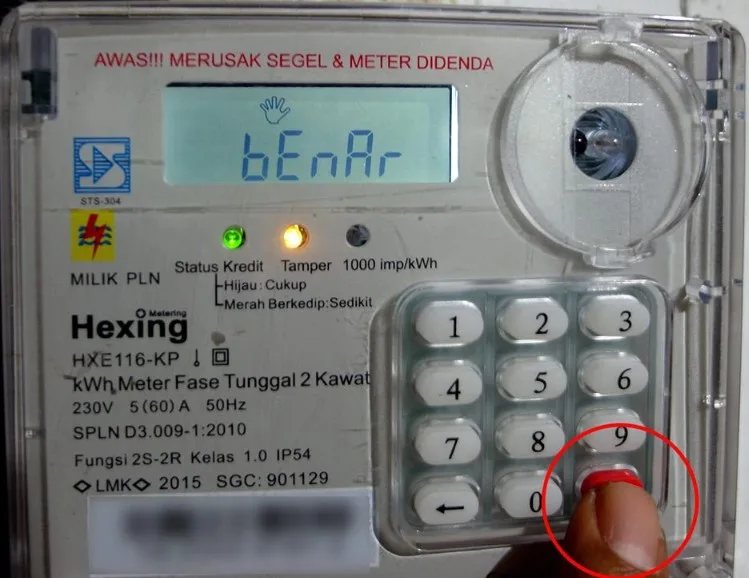 AWAS!!! MERUSAK SEGEL & METER DIDENDA
bEnAr
STS-304
MILIK PLN
Status Kredit Tamper 1000 imp/kWh
Hijau: Cukup
Merah Berkedip: Sedikit
Metering
Hexing
HXE116-KP
kWh Meter Fase Tunggal 2 Kawat
230V 5(60)A 50Hz
SPLN D3.009-1:2010
Fungsi 2S-2R Kelas 1.0 IP54
LMK 2015 SGC: 901129
1 2 3
4 5 6
7 8 9
← 0